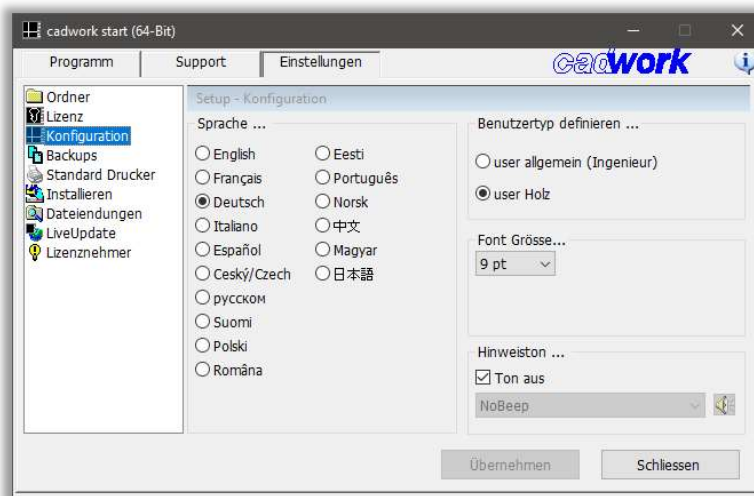 cadwork start (64-Bit)
Programm
Support
Einstellungen
cadwork
i
Ordner
Lizenz
Konfiguration
Backups
Standard Drucker
Installieren
Dateiendungen
LiveUpdate
Lizenznehmer
Setup - Konfiguration
Sprache ...
English
Français
Deutsch
Italiano
Español
Ceský/Czech
русском
Suomi
Polski
Româna
Eesti
Português
Norsk
中文
Magyar
日本語
Benutzertyp definieren ...
user allgemein (Ingenieur)
user Holz
Font Grösse...
9 pt
Hinweiston ...
Ton aus
NoBeep
Übernehmen
Schliessen